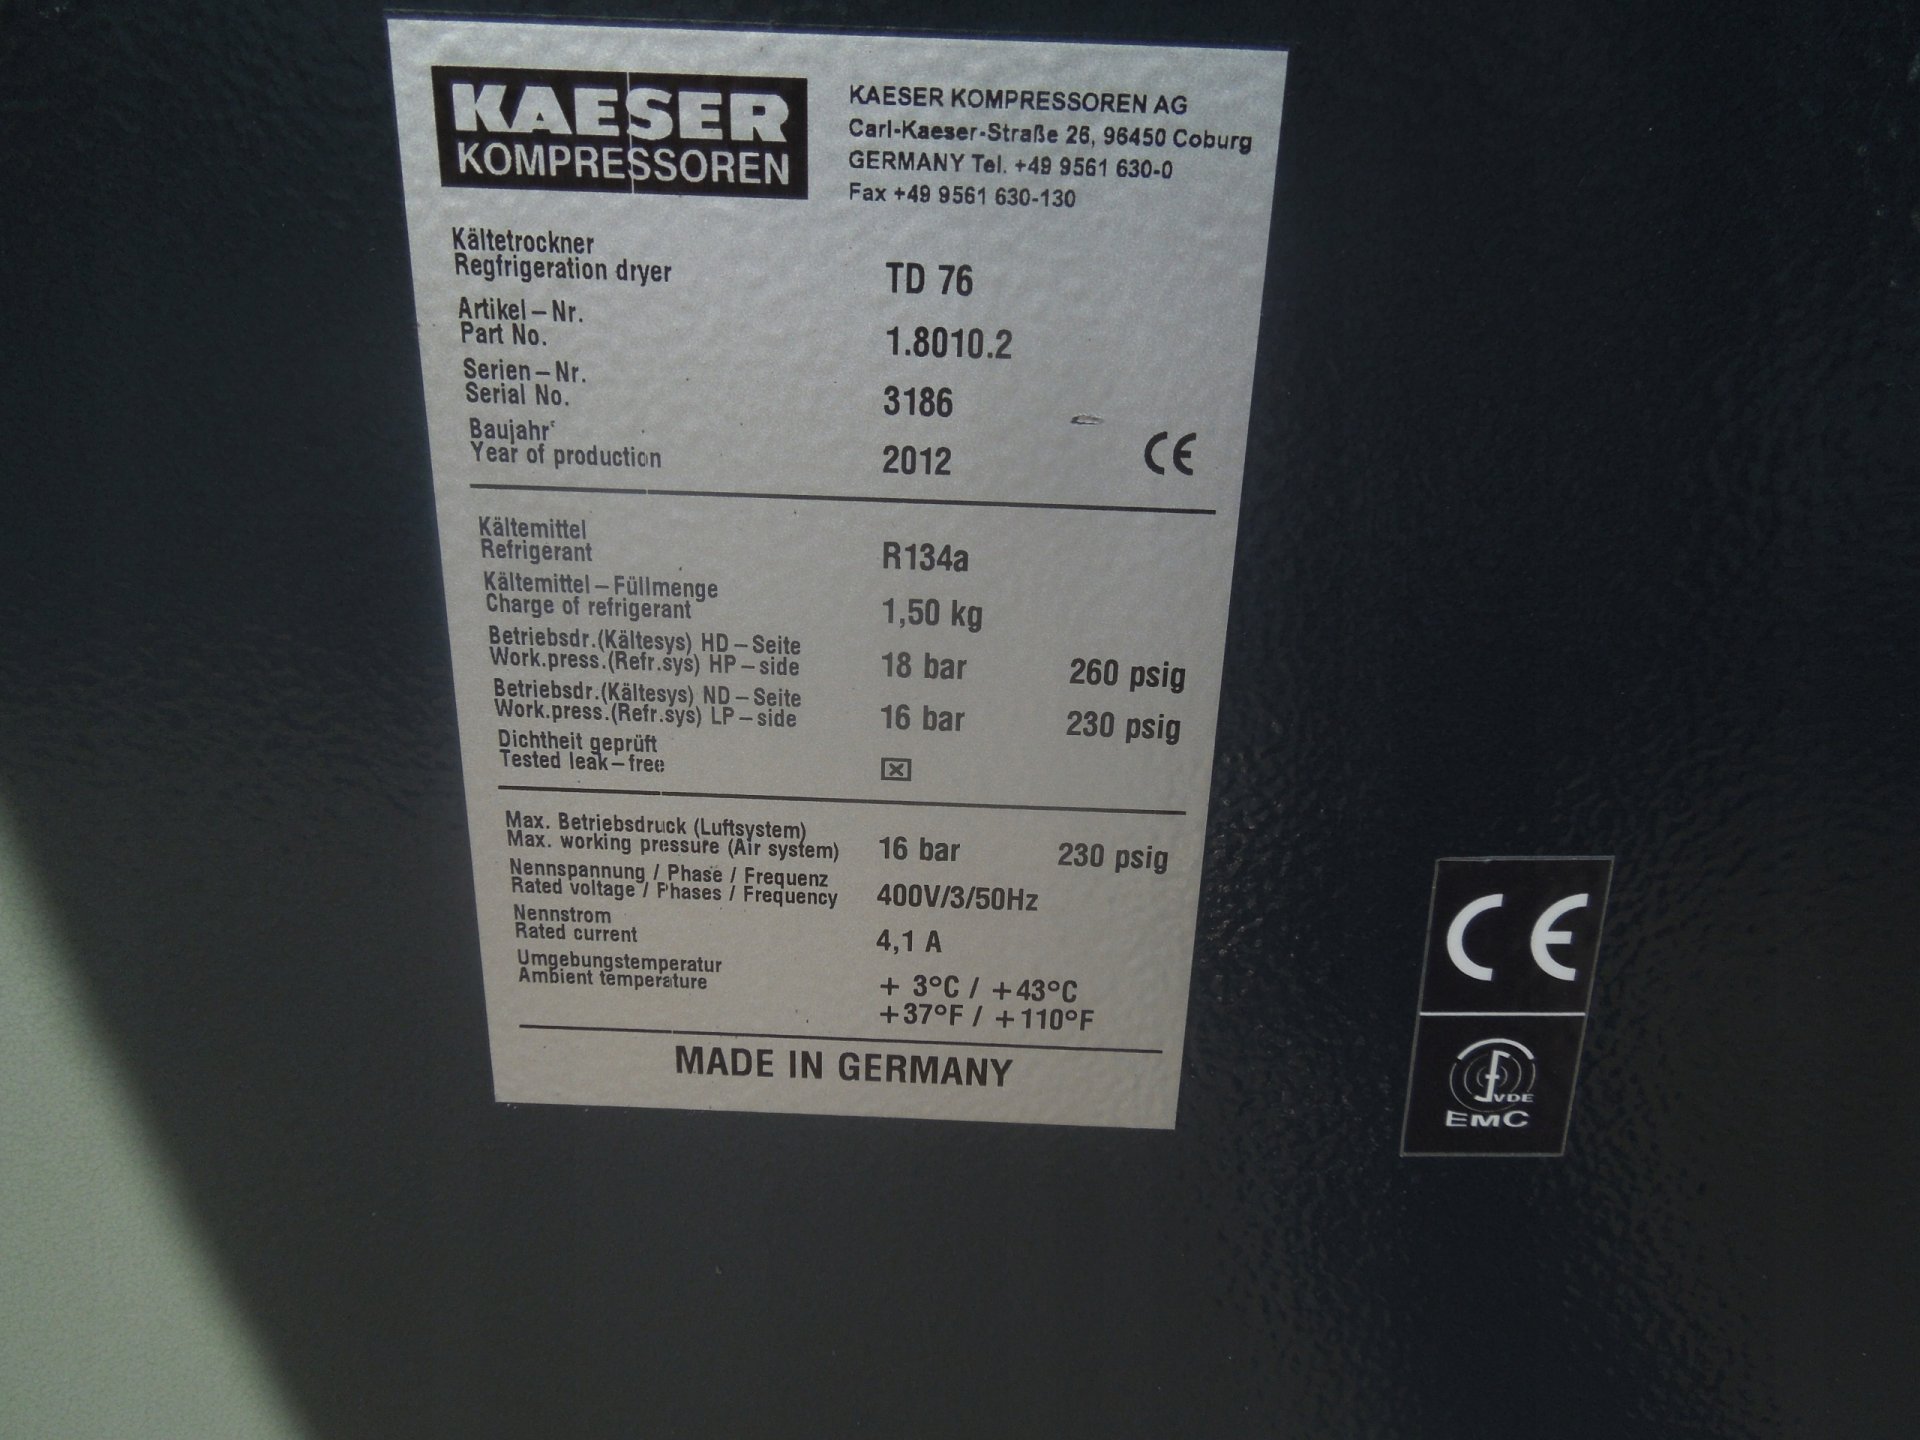 KAESER
KOMPRESSOREN
KAESER KOMPRESSOREN AG
Carl-Kaeser-Straße 26, 96450 Coburg
GERMANY Tel. +49 9561 630-0
Fax +49 9561 630-130
Kältetrockner
Regfrigeration dryer TD 76
Artikel – Nr.
Part No. 1.8010.2
Serien – Nr.
Serial No. 3186
Baujahr
Year of production 2012
CE
Kältemittel
Refrigerant R134a
Kältemittel – Füllmenge
Charge of refrigerant 1,50 kg
Betriebsdr.(Kältesys) HD – Seite
Work.press.(Refr.sys) HP – side 18 bar 260 psig
Betriebsdr.(Kältesys) ND – Seite
Work.press.(Refr.sys) LP – side 16 bar 230 psig
Dichtheit geprüft
Tested leak – free ☒
Max. Betriebsdruck (Luftsystem)
Max. working pressure (Air system) 16 bar 230 psig
Nennspannung / Phase / Frequenz
Rated voltage / Phases / Frequency 400V/3/50Hz
Nennstrom
Rated current 4,1 A
Umgebungstemperatur
Ambient temperature + 3°C / +43°C
+37°F / +110°F
MADE IN GERMANY
CE
VDE
EMC